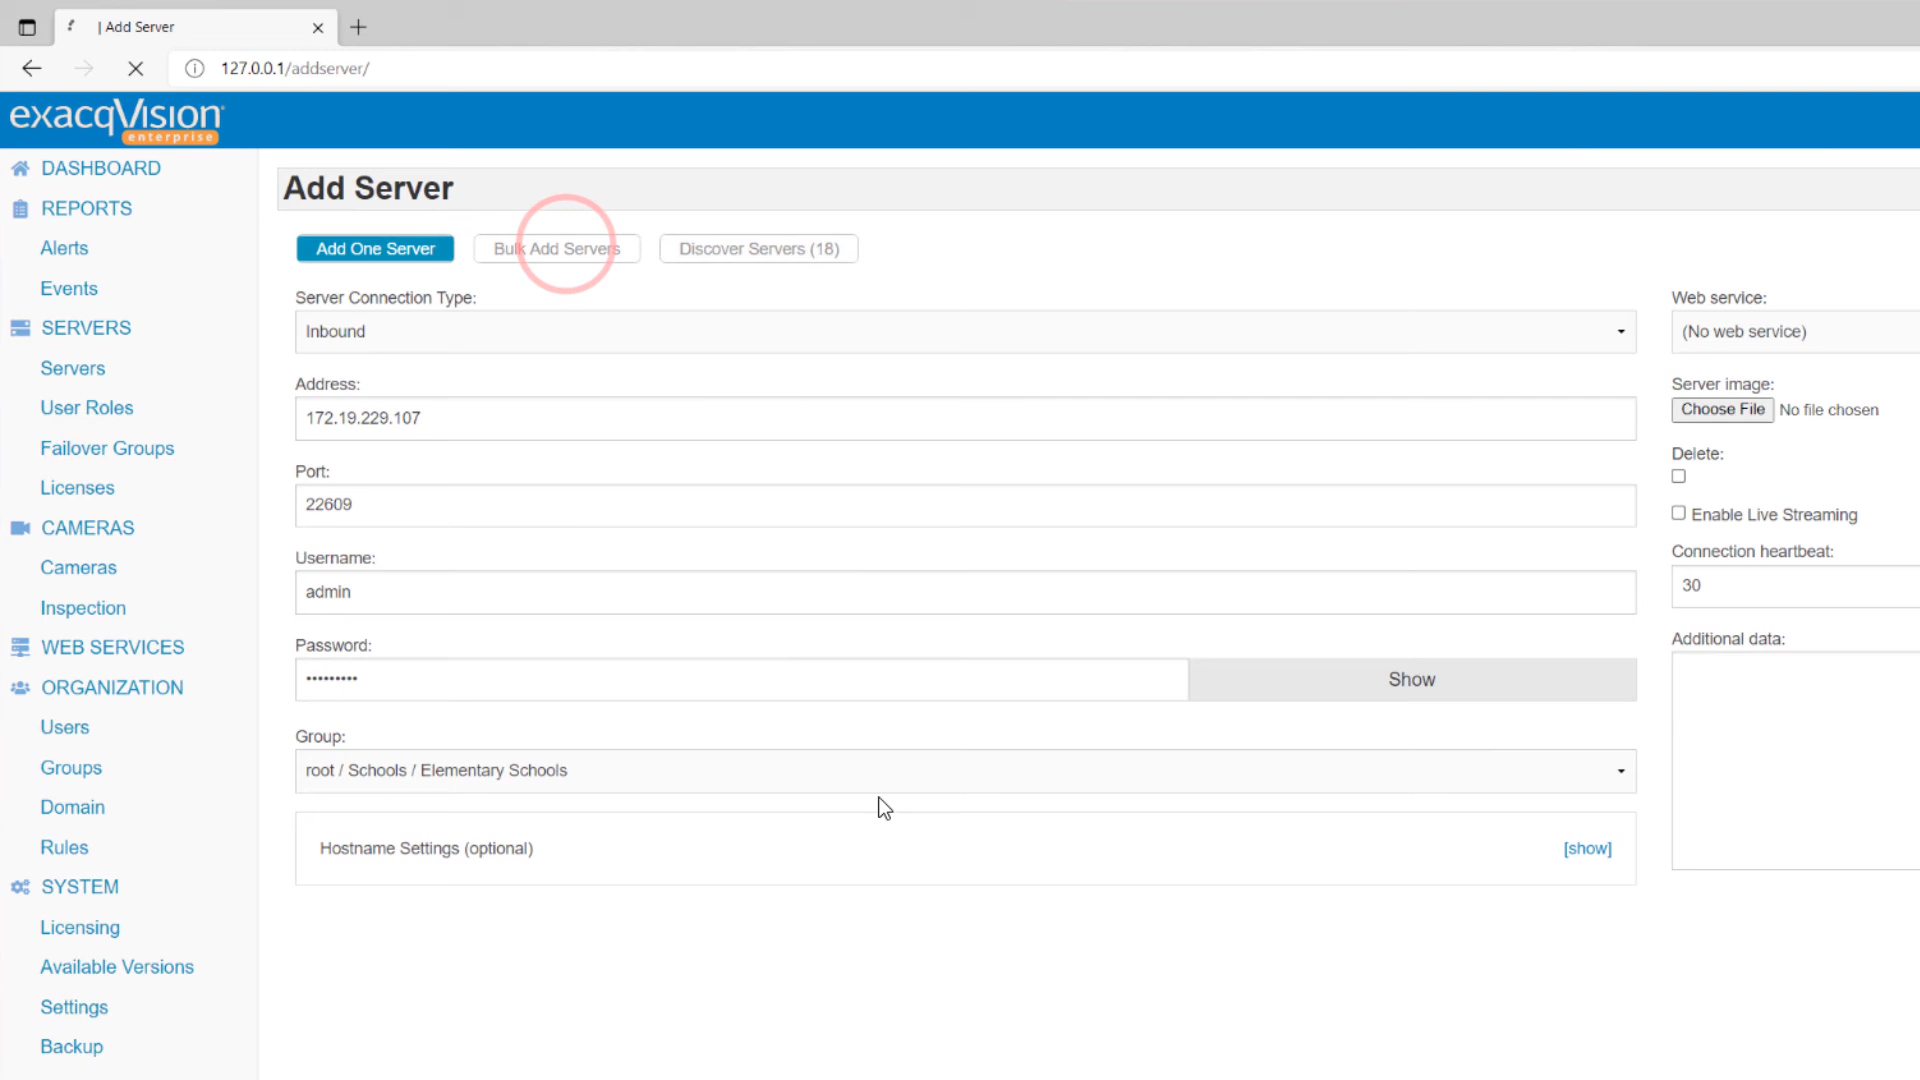 | Add Server
127.0.0.1/addserver/
exacqVision
enterprise
DASHBOARD
REPORTS
Alerts
Events
SERVERS
Servers
User Roles
Failover Groups
Licenses
CAMERAS
Cameras
Inspection
WEB SERVICES
ORGANIZATION
Users
Groups
Domain
Rules
SYSTEM
Licensing
Available Versions
Settings
Backup
Add Server
Add One Server
Bulk Add Servers
Discover Servers (18)
Server Connection Type:
Inbound
Address:
172.19.229.107
Port:
22609
Username:
admin
Password:
•••••••••
Show
Group:
root / Schools / Elementary Schools
Hostname Settings (optional)
[show]
Web service:
(No web service)
Server image:
Choose File No file chosen
Delete:
Enable Live Streaming
Connection heartbeat:
30
Additional data: